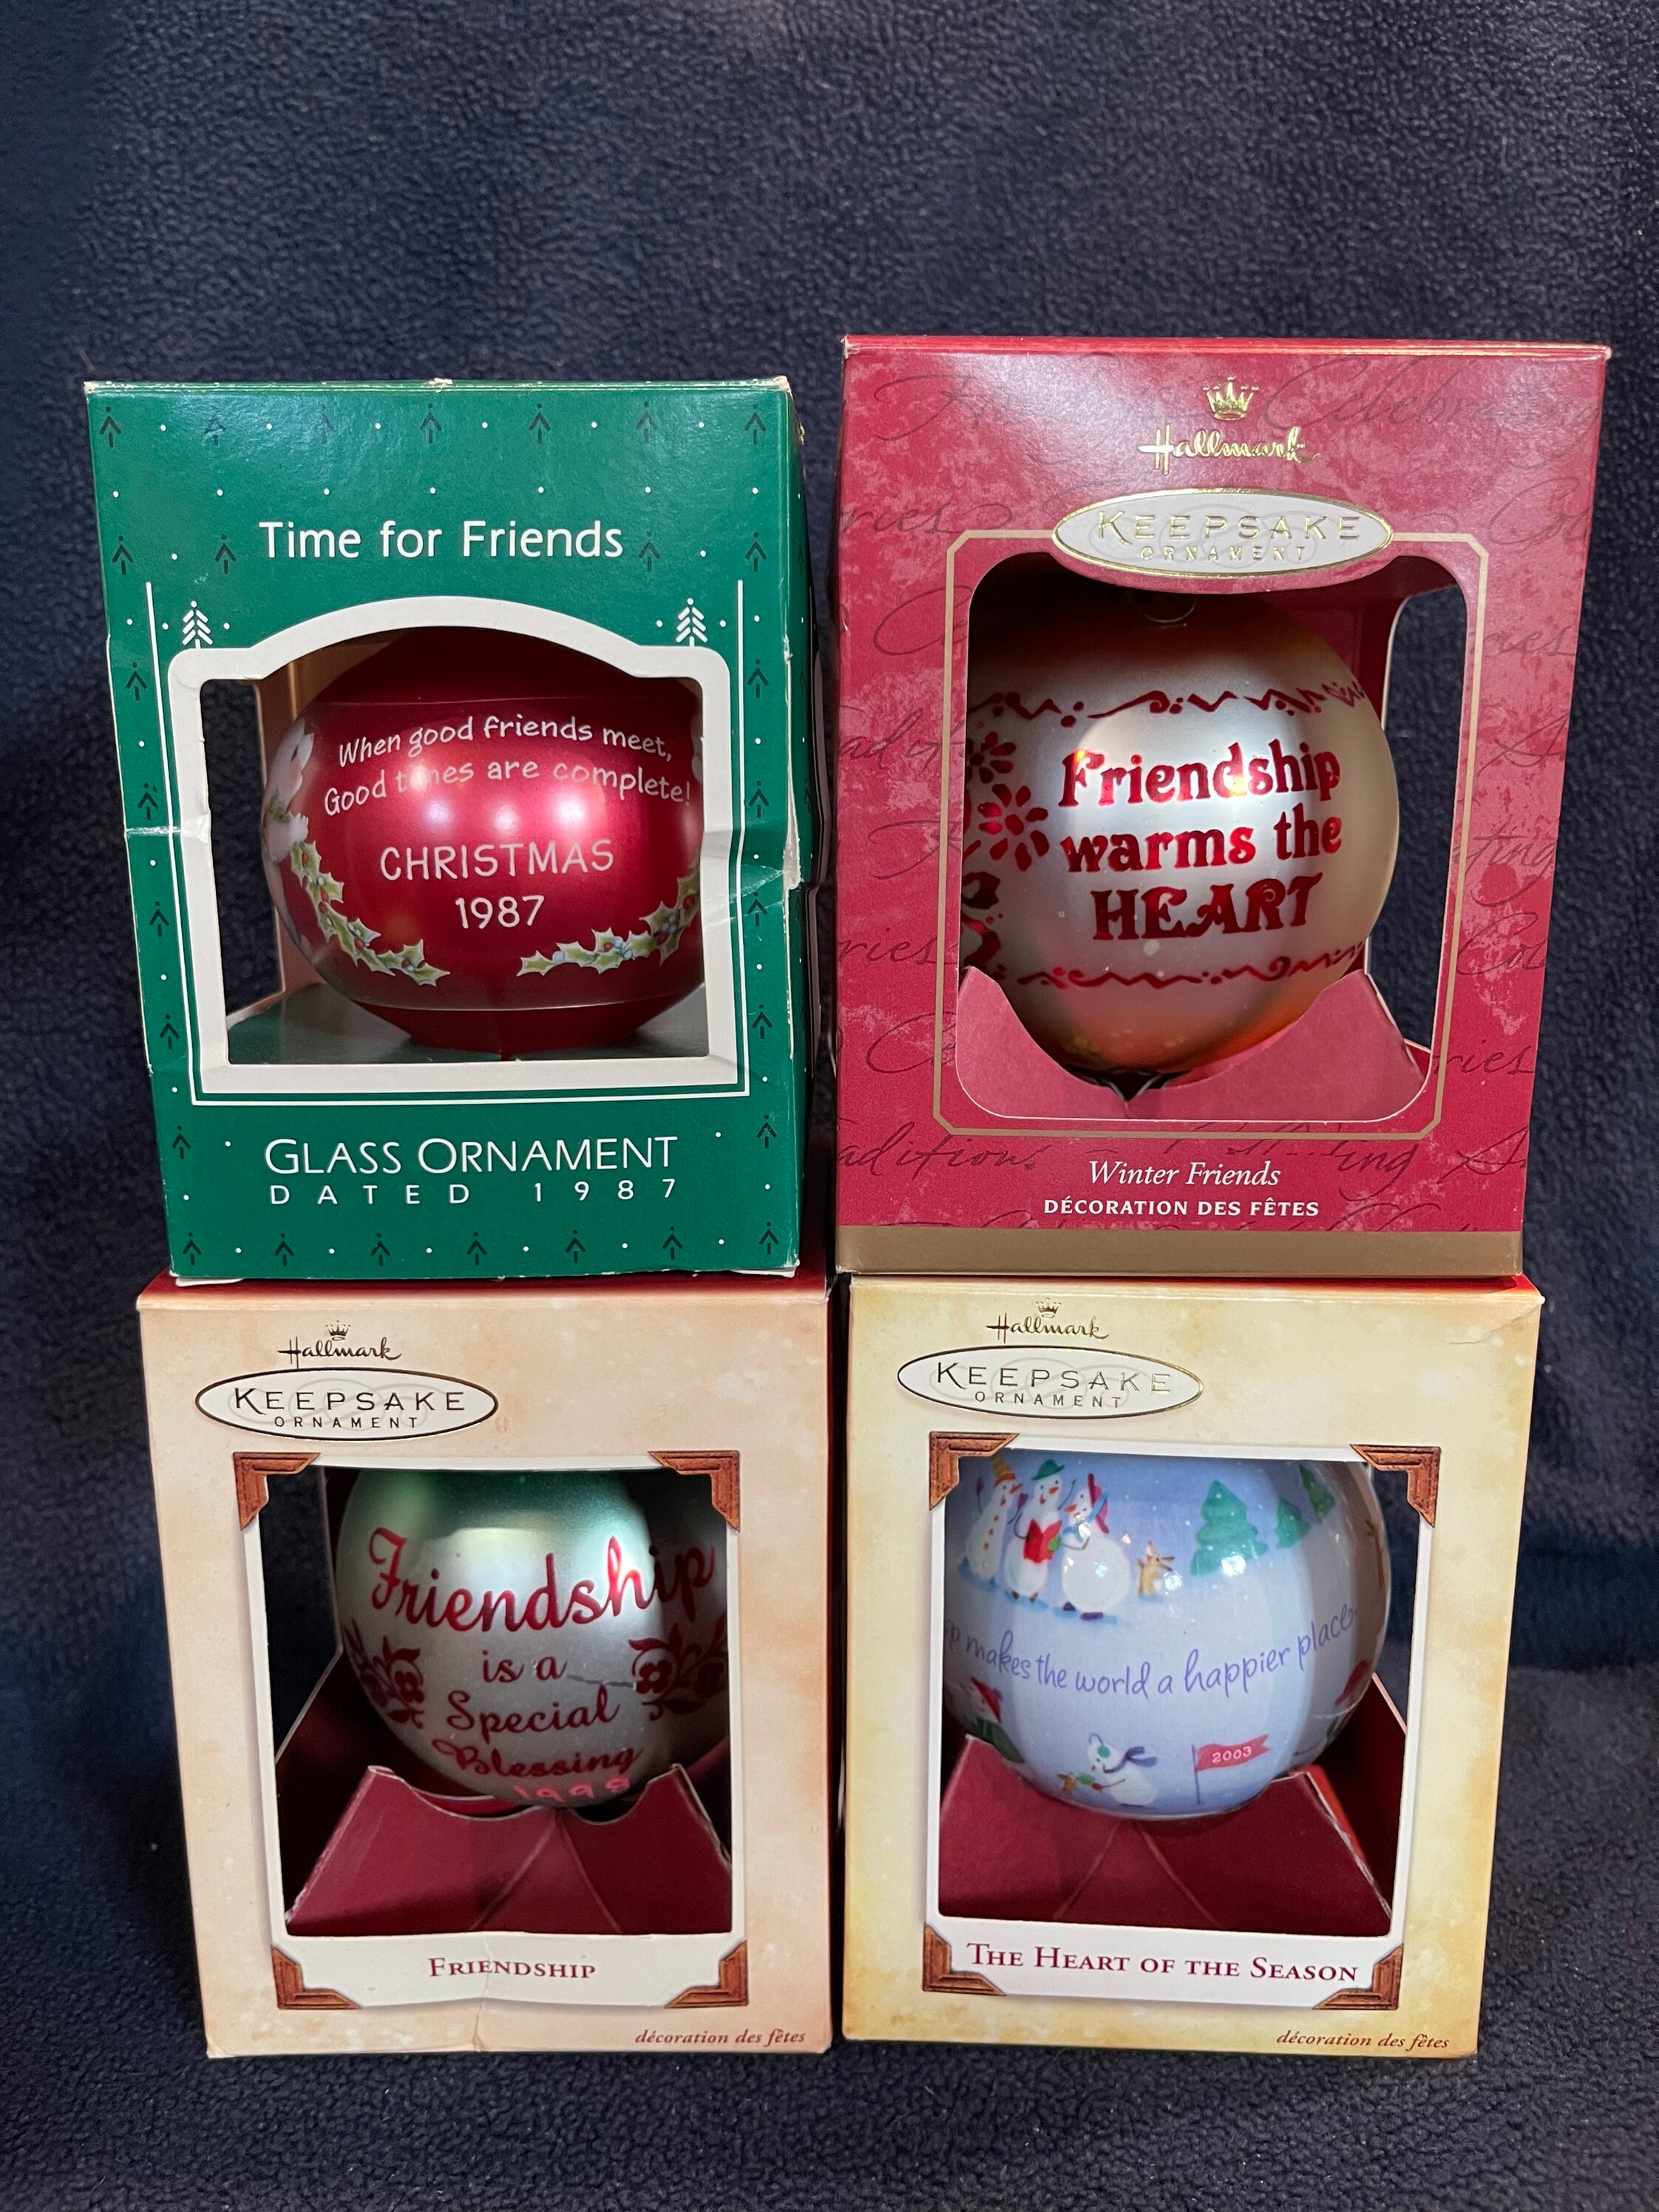 Time for Friends
When good friends meet,
Good times are complete!
CHRISTMAS
1987
GLASS ORNAMENT
DATED 1987
Hallmark
KEEPSAKE
ORNAMENT
Friendship
warms the
HEART
Winter Friends
DÉCORATION DES FÊTES
Hallmark
KEEPSAKE
ORNAMENT
Friendship
is a
Special
Blessing
FRIENDSHIP
décoration des fêtes
Hallmark
KEEPSAKE
ORNAMENT
makes the world a happier place.
2003
THE HEART OF THE SEASON
décoration des fêtes